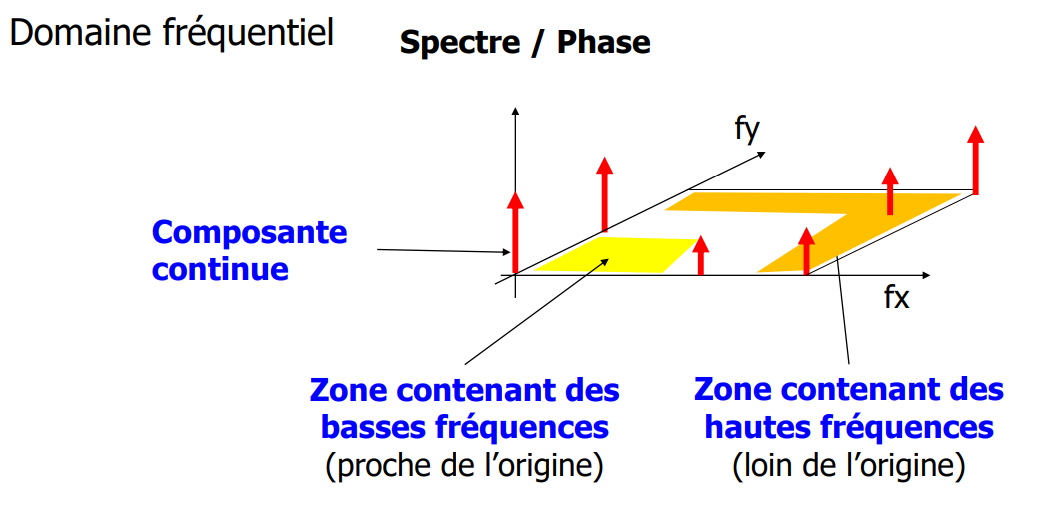 Domaine fréquentiel
Spectre / Phase
fy
Composante
continue
fx
Zone contenant des
basses fréquences
(proche de l’origine)
Zone contenant des
hautes fréquences
(loin de l’origine)